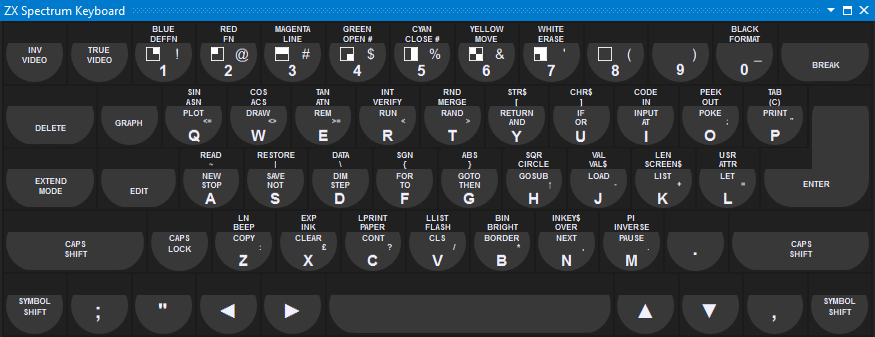 ZX Spectrum Keyboard
BLUE RED MAGENTA GREEN CYAN YELLOW WHITE BLACK
DEFFN FN LINE OPEN # CLOSE # MOVE ERASE FORMAT
INV TRUE ! @ # $ % & ' ( ) _
VIDEO VIDEO 1 2 3 4 5 6 7 8 9 0 BREAK
SIN COS TAN INT RND STR$ CHR$ CODE PEEK TAB
ASN ACS ATN VERIFY MERGE [ ] IN OUT (C)
PLOT DRAW REM RUN RAND RETURN IF INPUT POKE PRINT
DELETE GRAPH <= <> >= < > AND OR AT ; "
Q W E R T Y U I O P
READ RESTORE DATA SGN ABS SQR VAL LEN USR
~ | \ { } CIRCLE VAL$ SCREEN$ ATTR
EXTEND NEW SAVE DIM FOR GOTO GOSUB LOAD LIST LET
MODE EDIT STOP NOT STEP TO THEN ↑ - + = ENTER
A S D F G H J K L
LN EXP LPRINT LLIST BIN INKEY$ PI
BEEP INK PAPER FLASH BRIGHT OVER INVERSE
CAPS CAPS COPY CLEAR CONT CLS BORDER NEXT PAUSE CAPS
SHIFT LOCK : £ ? / * , . SHIFT
Z X C V B N M .
SYMBOL SYMBOL
SHIFT ; " ◀ ▶ ▲ ▼ , SHIFT